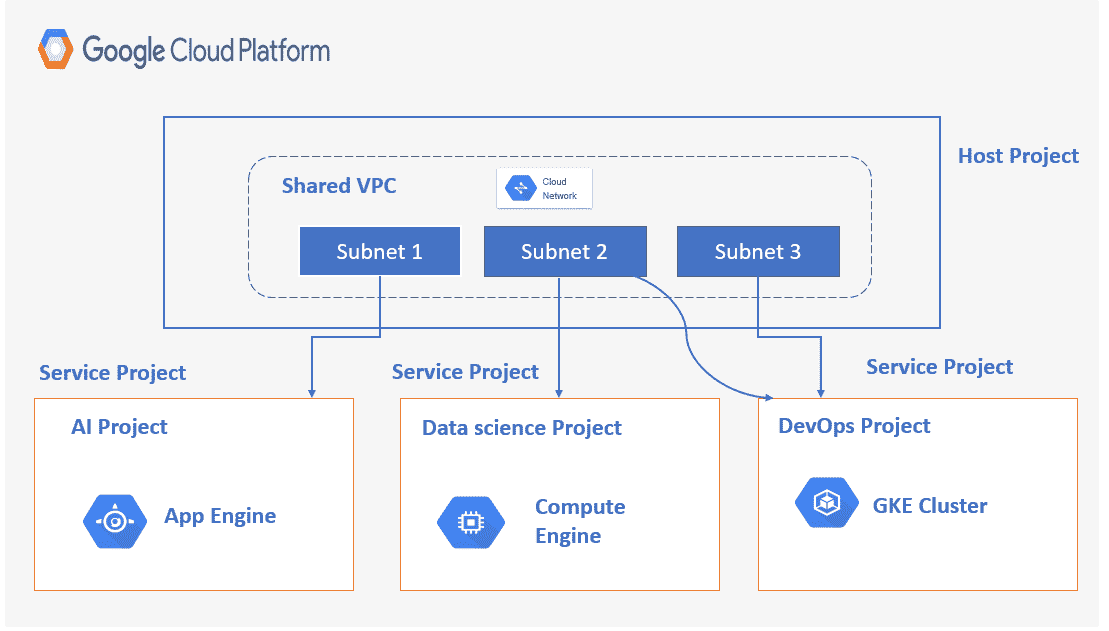 Google Cloud Platform
Host Project
Shared VPC
Cloud
Network
Subnet 1
Subnet 2
Subnet 3
Service Project
Service Project
Service Project
AI Project
Data science Project
DevOps Project
App Engine
Compute
Engine
GKE Cluster